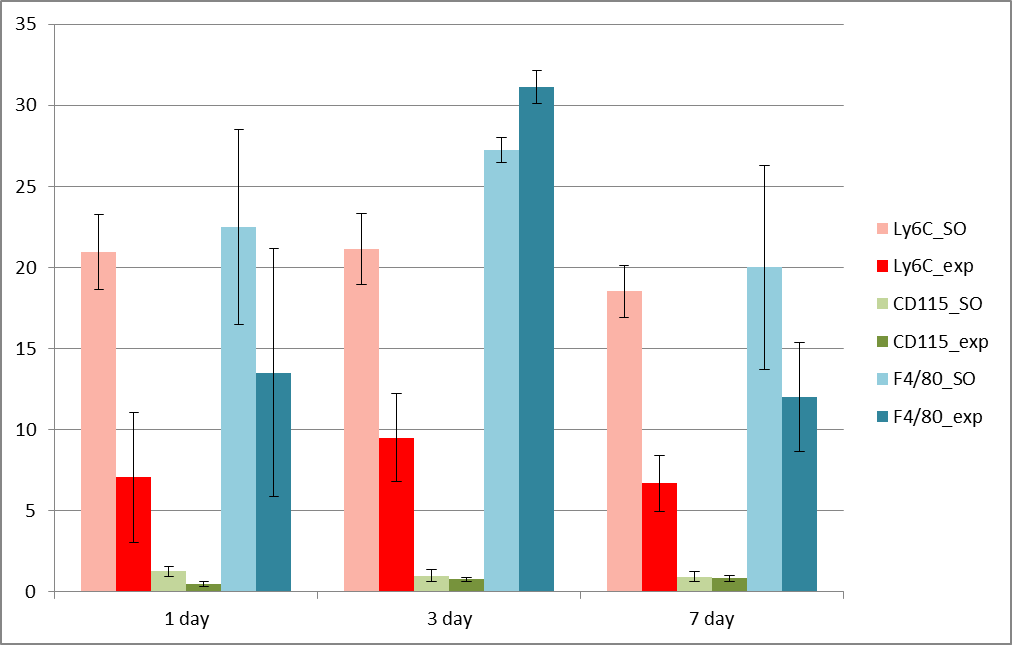 35
30
25
20
15
10
5
0
1 day
3 day
7 day
Ly6C_SO
Ly6C_exp
CD115_SO
CD115_exp
F4/80_SO
F4/80_exp